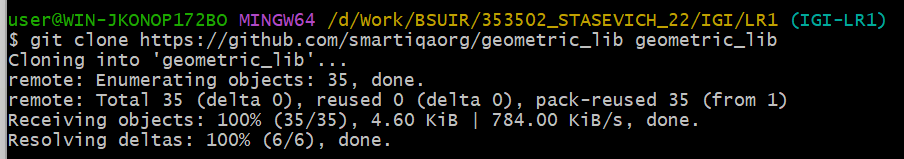 user@WIN-JKONOP172BO MINGW64 /d/Work/BSUIR/353502_STASEVICH_22/IGI/LR1 (IGI-LR1)
$ git clone https://github.com/smartiqaorg/geometric_lib geometric_lib
Cloning into 'geometric_lib'...
remote: Enumerating objects: 35, done.
remote: Total 35 (delta 0), reused 0 (delta 0), pack-reused 35 (from 1)
Receiving objects: 100% (35/35), 4.60 KiB | 784.00 KiB/s, done.
Resolving deltas: 100% (6/6), done.